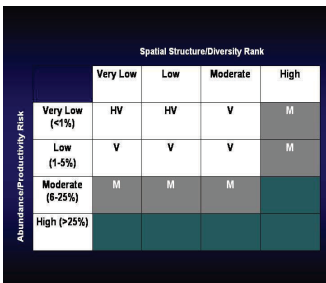 Spatial Structure/Diversity Rank
Very Low Low Moderate High
Abundance/Productivity Risk
Very Low HV HV V M
(<1%)
Low V V V M
(1-5%)
Moderate M M M
(6-25%)
High (>25%)